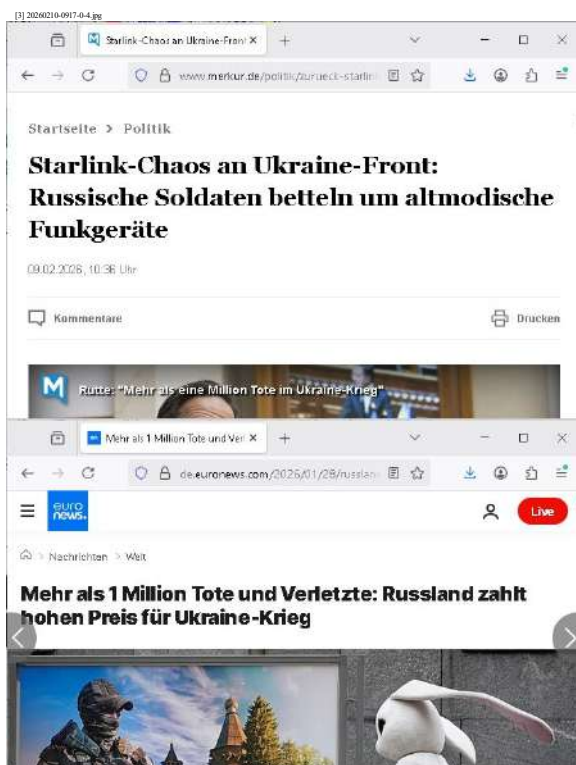 [3] 20260210-0917-0-4.jpg
Starlink-Chaos an Ukraine-Front
www.merkur.de/politik/zurueck-starlin
Startseite > Politik
Starlink-Chaos an Ukraine-Front:
Russische Soldaten betteln um altmodische
Funkgeräte
09.02.2026, 10:36 Uhr
Kommentare
Drucken
M
Rutte: "Mehr als eine Million Tote im Ukraine-Krieg"
Mehr als 1 Million Tote und Verl
de.euronews.com/2026/01/28/russlan
euro
news.
Live
Nachrichten > Welt
Mehr als 1 Million Tote und Verletzte: Russland zahlt
hohen Preis für Ukraine-Krieg